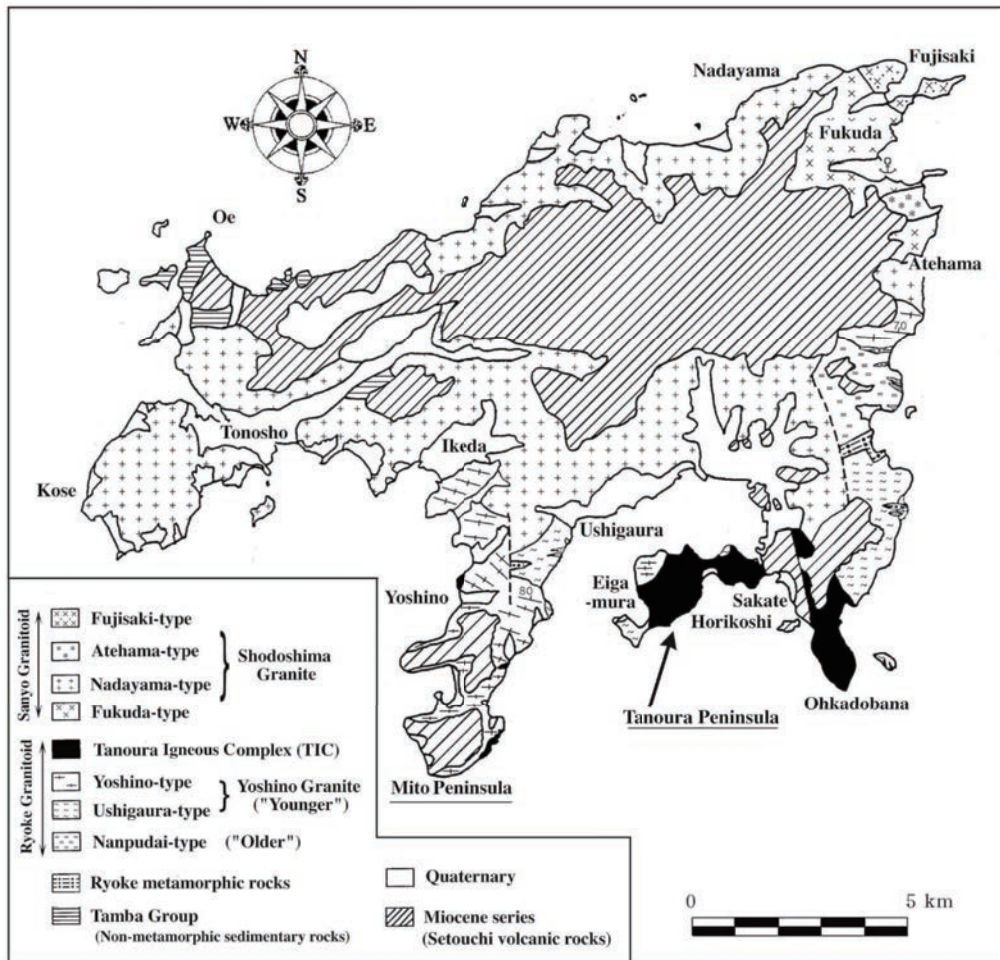 N
W E
S
Nadayama
Fujisaki
Fukuda
Oe
Atehama
70
Tonosho
Ikeda
Kose
Ushigaura
Eiga
-mura
Yoshino
80
Sakate
Horikoshi
Ohkadobana
Tanoura Peninsula
Mito Peninsula
Sanyo Granitoid
Fujisaki-type
Atehama-type
Nadayama-type
Fukuda-type
Shodoshima
Granite
Ryoke Granitoid
Tanoura Igneous Complex (TIC)
Yoshino-type
Ushigaura-type
Yoshino Granite
("Younger")
Nanpudai-type ("Older")
Ryoke metamorphic rocks
Tamba Group
(Non-metamorphic sedimentary rocks)
Quaternary
Miocene series
(Setouchi volcanic rocks)
0 5 km